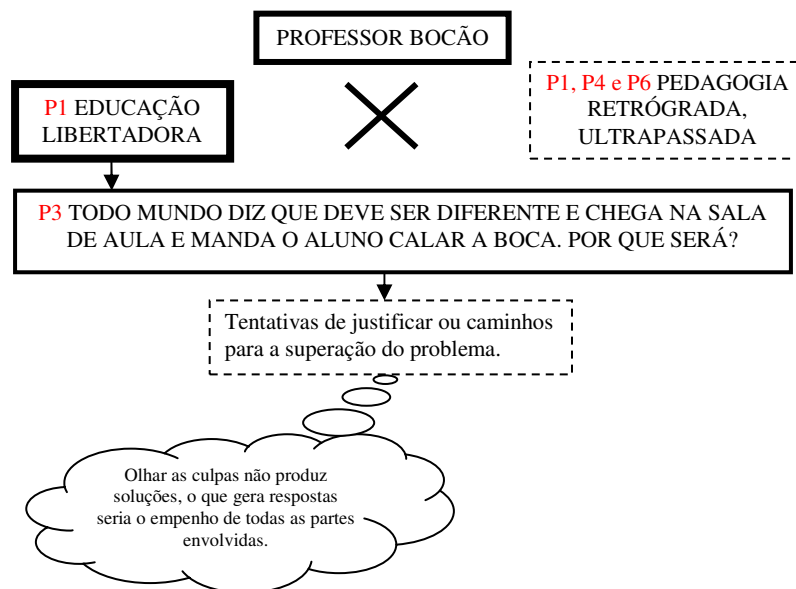 PROFESSOR BOCÃO
P1 EDUCAÇÃO
LIBERTADORA
P1, P4 e P6 PEDAGOGIA
RETRÓGRADA,
ULTRAPASSADA
P3 TODO MUNDO DIZ QUE DEVE SER DIFERENTE E CHEGA NA SALA
DE AULA E MANDA O ALUNO CALAR A BOCA. POR QUE SERÁ?
Tentativas de justificar ou caminhos
para a superação do problema.
Olhar as culpas não produz
soluções, o que gera respostas
seria o empenho de todas as partes
envolvidas.